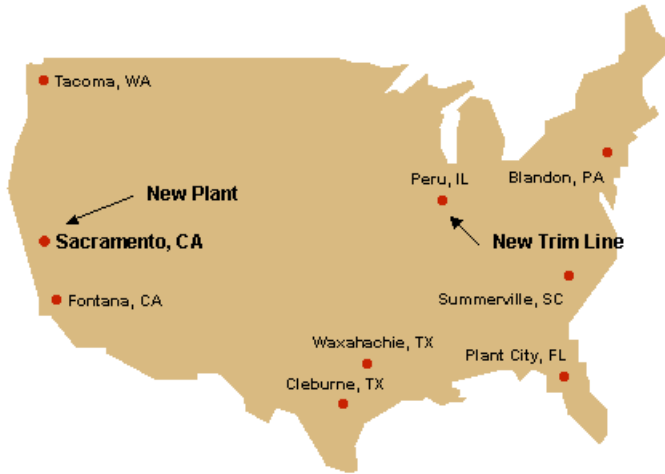 Tacoma, WA
Peru, IL
Blandon, PA
New Plant
Sacramento, CA
New Trim Line
Fontana, CA
Summerville, SC
Waxahachie, TX
Plant City, FL
Cleburne, TX